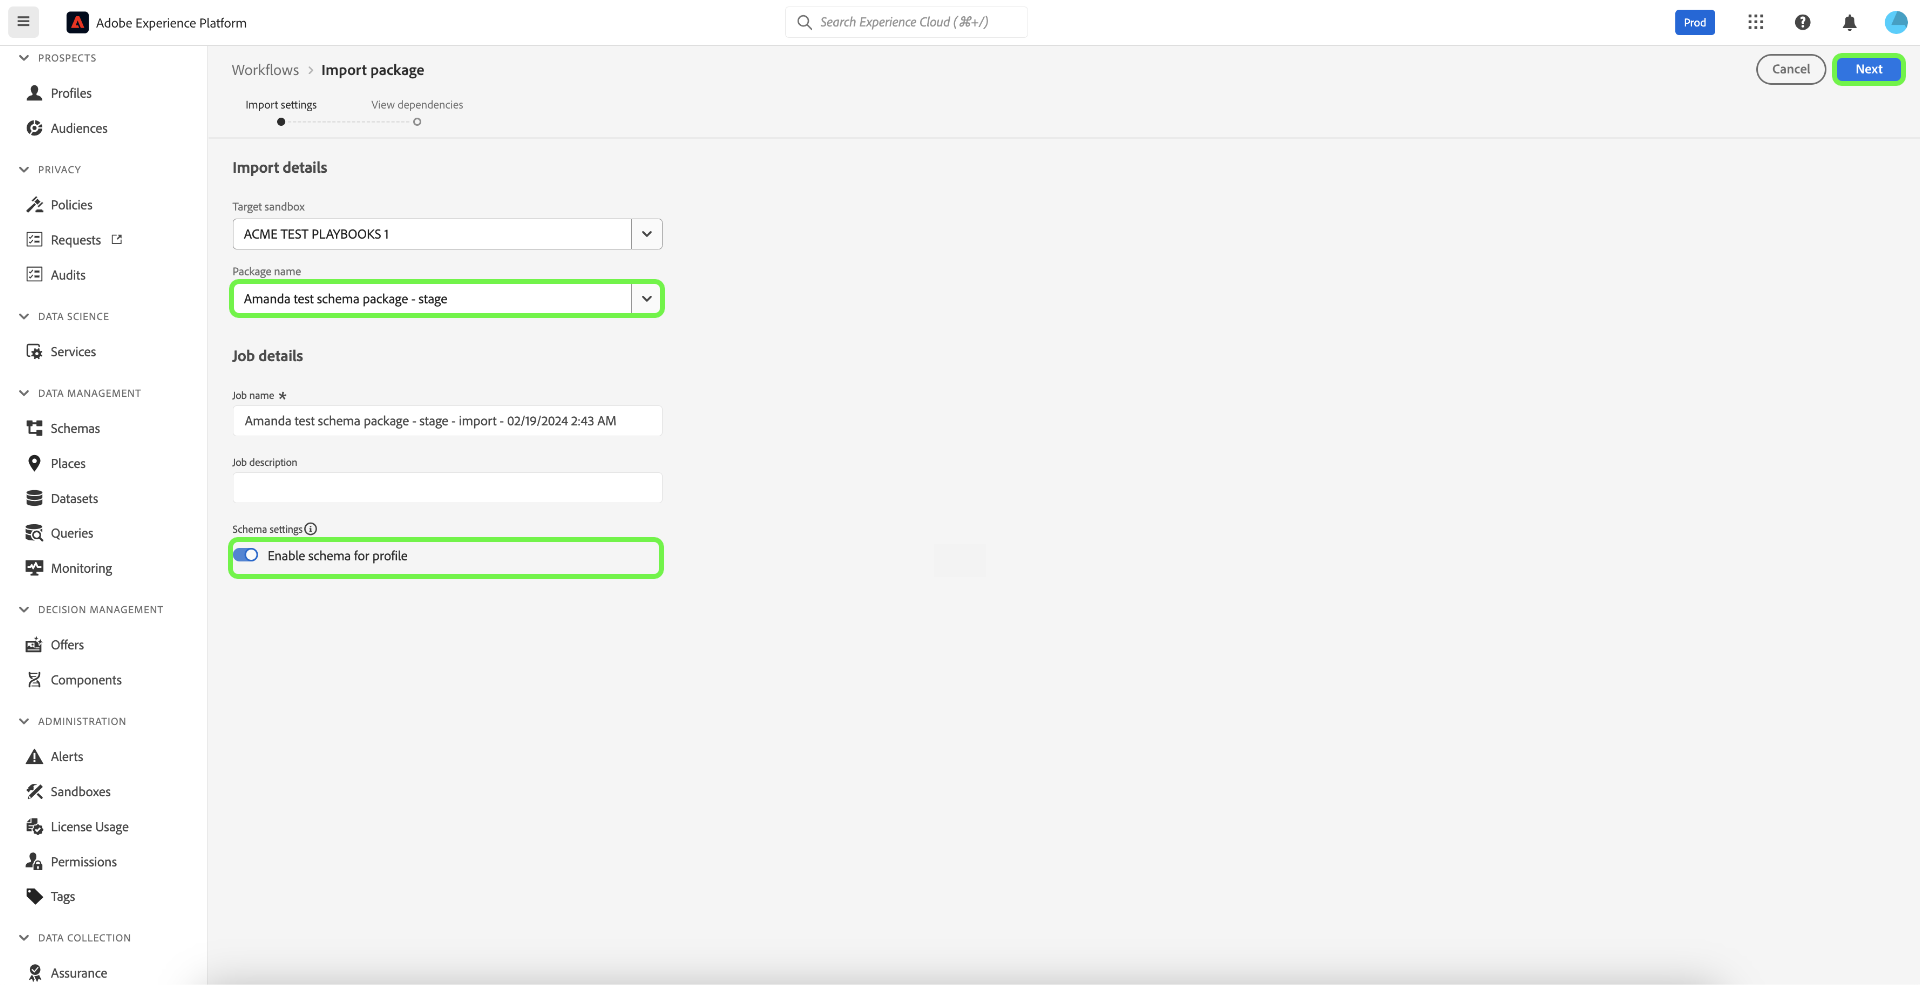 Adobe Experience Platform
Search Experience Cloud (⌘+/)
Prod
PROSPECTS
Profiles
Audiences
PRIVACY
Policies
Requests
Audits
DATA SCIENCE
Services
DATA MANAGEMENT
Schemas
Places
Datasets
Queries
Monitoring
DECISION MANAGEMENT
Offers
Components
ADMINISTRATION
Alerts
Sandboxes
License Usage
Permissions
Tags
DATA COLLECTION
Assurance
Workflows > Import package
Cancel
Next
Import settings
View dependencies
Import details
Target sandbox
ACME TEST PLAYBOOKS 1
Package name
Amanda test schema package - stage
Job details
Job name *
Amanda test schema package - stage - import - 02/19/2024 2:43 AM
Job description
Schema settings
Enable schema for profile